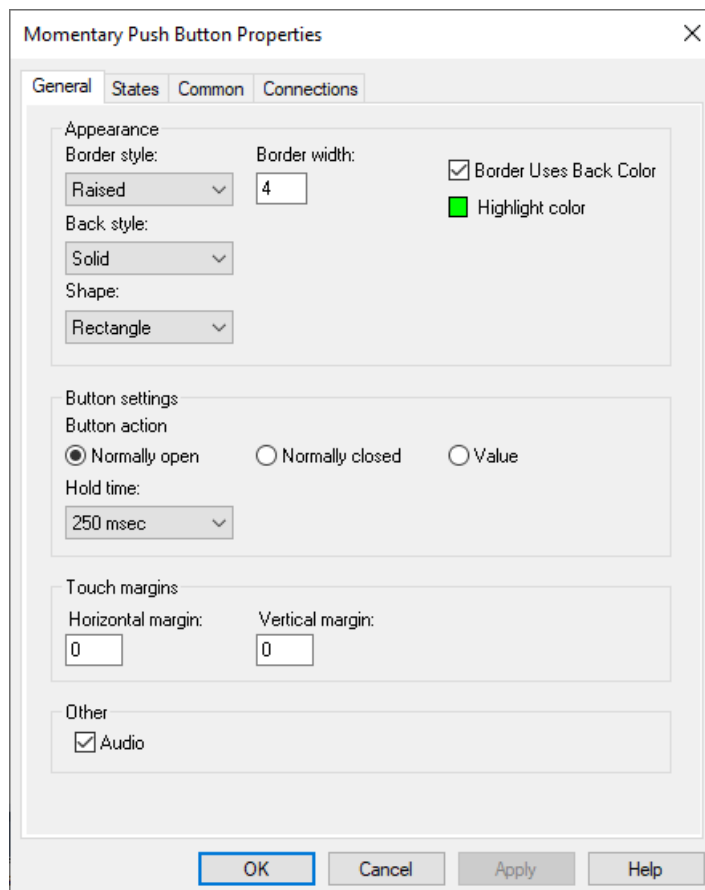 Momentary Push Button Properties
General States Common Connections
Appearance
Border style: Border width:
Raised 4 Border Uses Back Color
Highlight color
Back style:
Solid
Shape:
Rectangle
Button settings
Button action
Normally open Normally closed Value
Hold time:
250 msec
Touch margins
Horizontal margin: Vertical margin:
0 0
Other
Audio
OK Cancel Apply Help